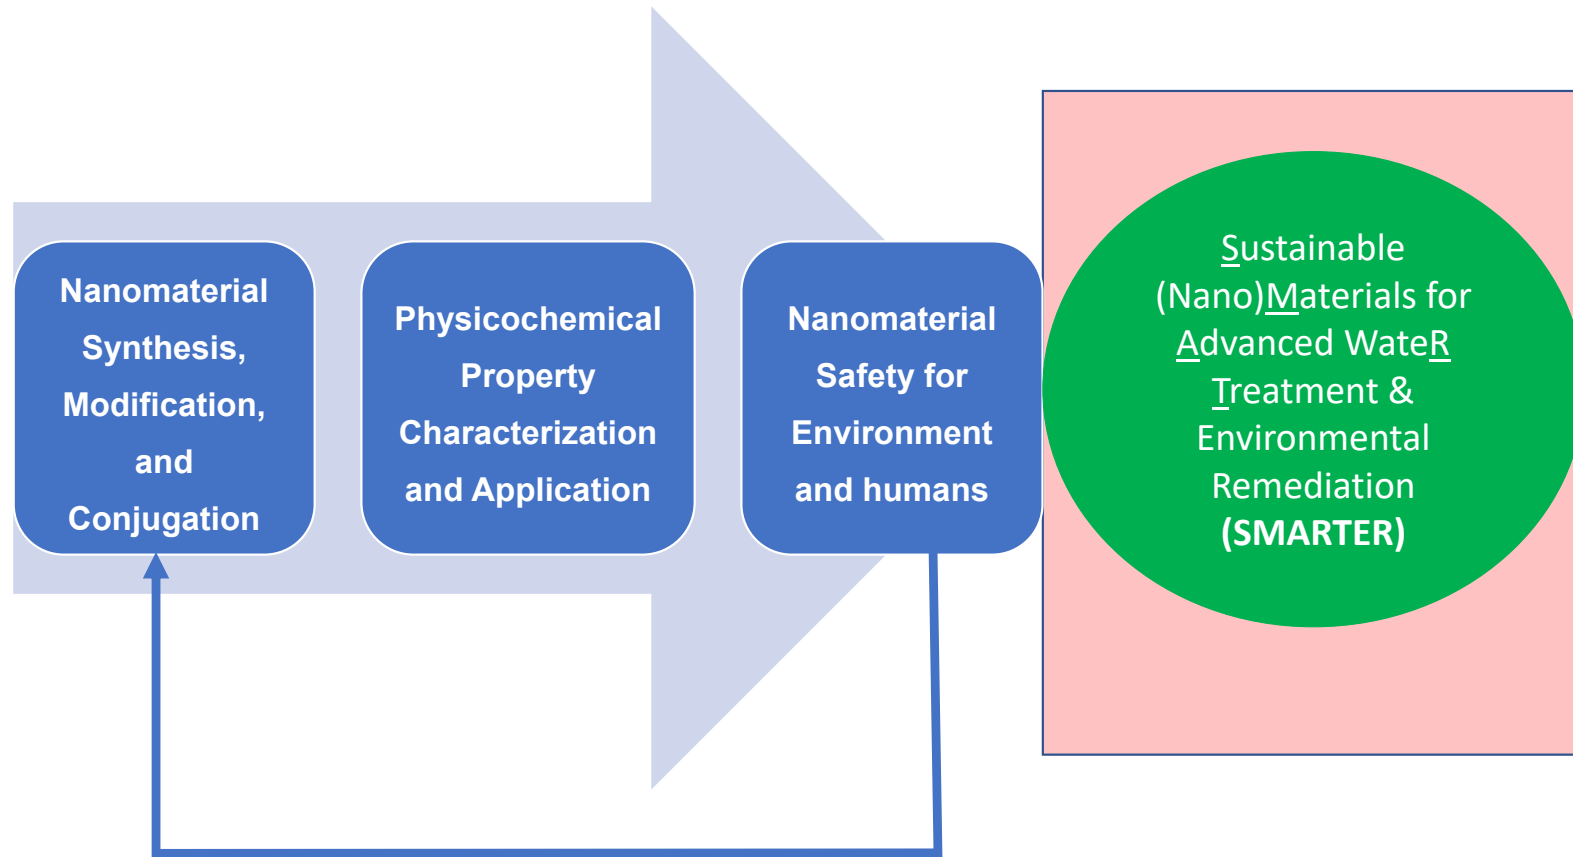 Nanomaterial
Synthesis,
Modification,
and
Conjugation
Physicochemical
Property
Characterization
and Application
Nanomaterial
Safety for
Environment
and humans
Sustainable
(Nano)Materials for
Advanced WateR
Treatment &
Environmental
Remediation
(SMARTER)